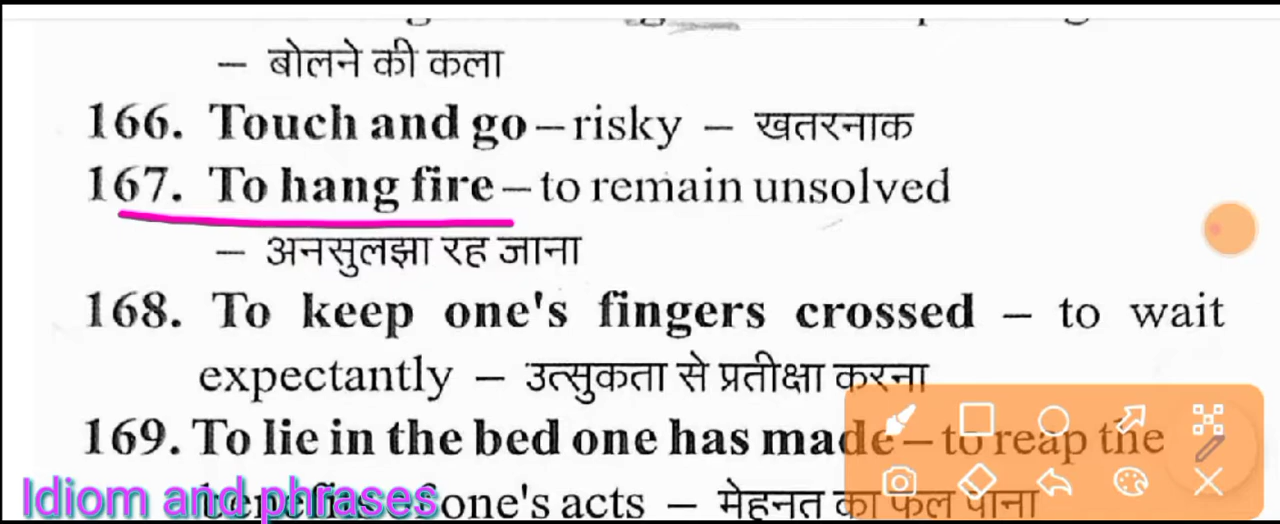 – बोलने की कला
166. Touch and go – risky – खतरनाक
167. To hang fire – to remain unsolved
– अनसुलझा रह जाना
168. To keep one's fingers crossed – to wait
expectantly – उत्सुकता से प्रतीक्षा करना
169. To lie in the bed one has made – to reap the
one's acts – मेहनत का फल पाना
Idiom and phrases